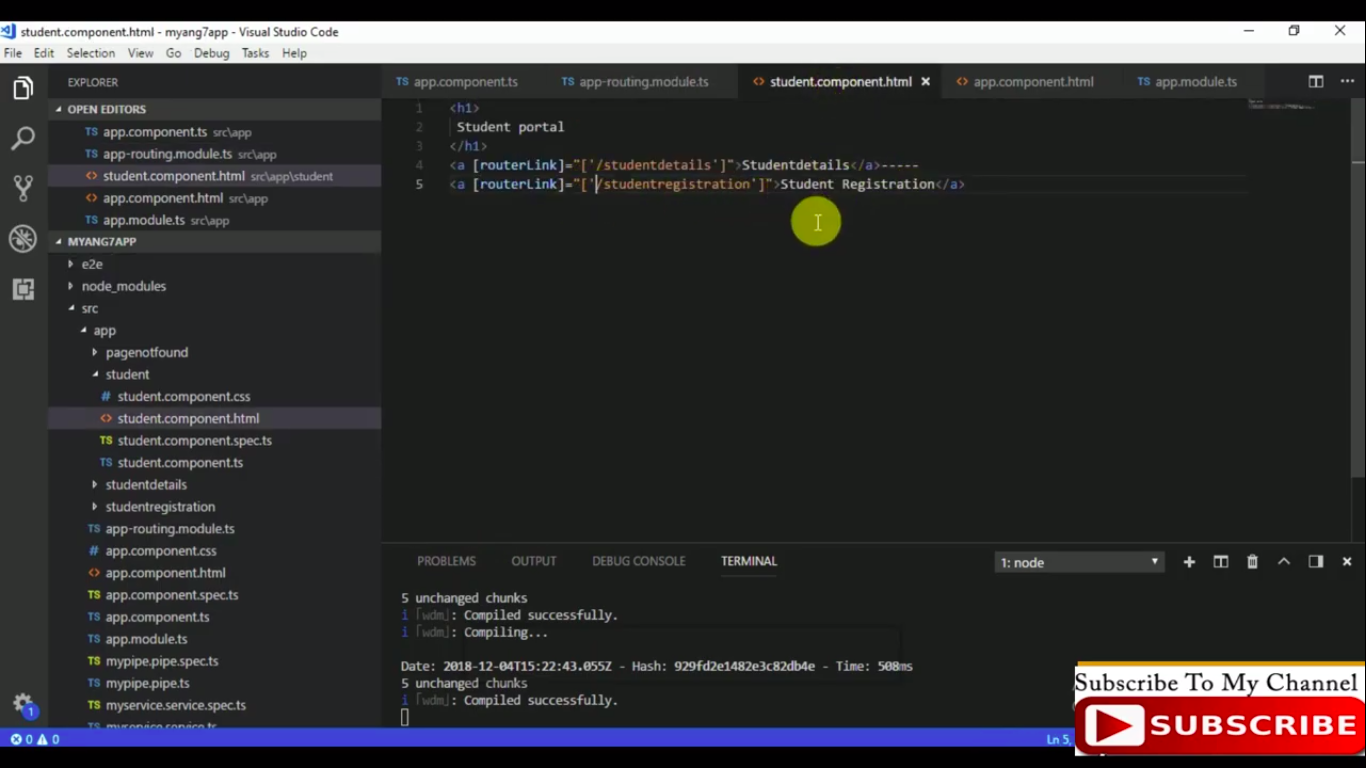 student.component.html - myang7app - Visual Studio Code
File Edit Selection View Go Debug Tasks Help
EXPLORER
OPEN EDITORS
TS app.component.ts src\app
TS app-routing.module.ts src\app
<> student.component.html src\app\student
<> app.component.html src\app
TS app.module.ts src\app
MYANG7APP
e2e
node_modules
src
app
pagenotfound
student
# student.component.css
<> student.component.html
TS student.component.spec.ts
TS student.component.ts
studentdetails
studentregistration
TS app-routing.module.ts
# app.component.css
<> app.component.html
TS app.component.spec.ts
TS app.component.ts
TS app.module.ts
TS mypipe.pipe.spec.ts
TS mypipe.pipe.ts
TS myservice.service.spec.ts
TS myservice.service.ts
TS app.component.ts TS app-routing.module.ts <> student.component.html <> app.component.html TS app.module.ts
1 <h1>
2 Student portal
3 </h1>
4 <a [routerLink]="['/studentdetails']">Studentdetails</a>-----
5 <a [routerLink]="['/studentregistration']">Student Registration</a>
PROBLEMS OUTPUT DEBUG CONSOLE TERMINAL 1: node
5 unchanged chunks
i ｢wdm｣: Compiled successfully.
i ｢wdm｣: Compiling...
Date: 2018-12-04T15:22:43.055Z - Hash: 929fd2e1482e3c82db4e - Time: 508ms
5 unchanged chunks
i ｢wdm｣: Compiled successfully.
1
0 0 Ln 5,
Subscribe To My Channel
SUBSCRIBE